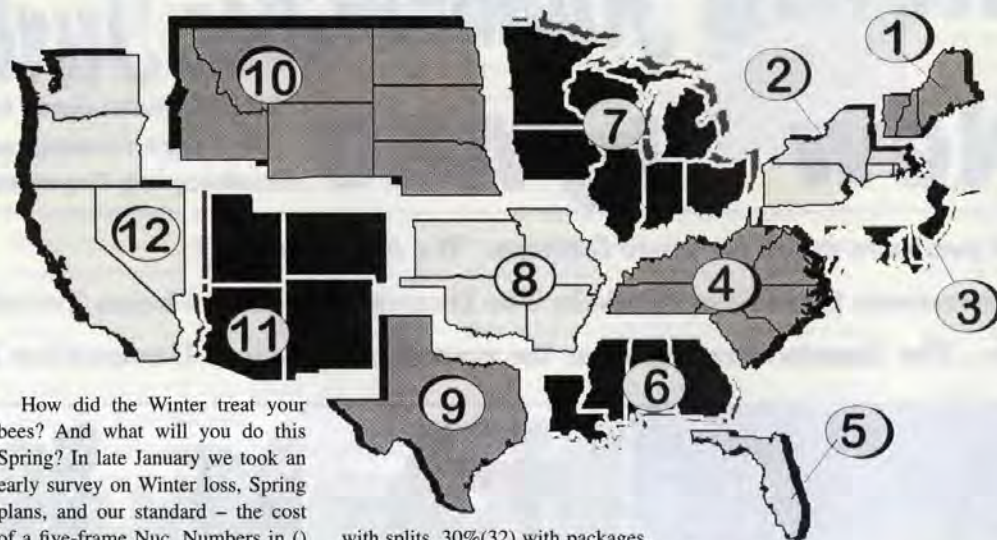 1
2
10
7
12
8
4
3
11
9
6
5
How did the Winter treat your
bees? And what will you do this
Spring? In late January we took an
early survey on Winter loss, Spring
plans, and our standard – the cost
of a five-frame Nuc. Numbers in ()
with splits, 30%(32) with packages